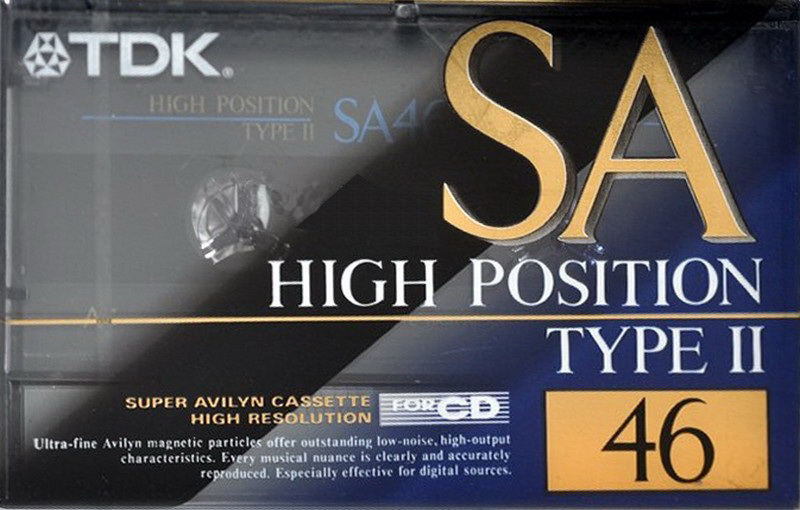 TDK®
SA
HIGH POSITION
TYPE II
SA46
HIGH POSITION
TYPE II
SUPER AVILYN CASSETTE
HIGH RESOLUTION
FOR CD
Ultra-fine Avilyn magnetic particles offer outstanding low-noise, high-output
characteristics. Every musical nuance is clearly and accurately
reproduced. Especially effective for digital sources.
46